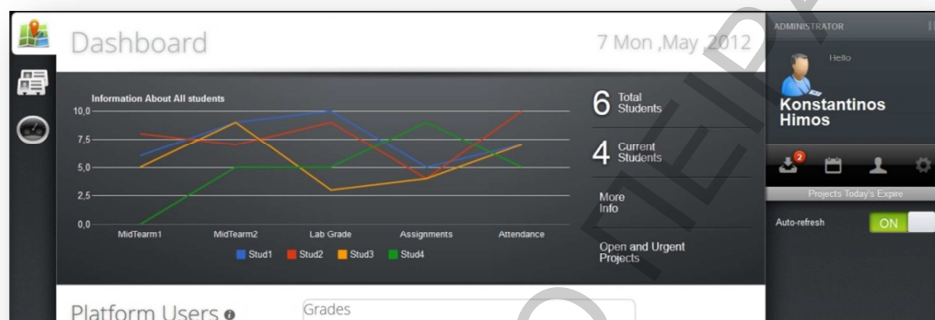 Dashboard
7 Mon ,May ,2012
Information About All students
10,0
7,5
5,0
2,5
0,0
MidTearm1
MidTearm2
Lab Grade
Assignments
Attendance
Stud1
Stud2
Stud3
Stud4
6 Total
Students
4 Current
Students
More
Info
Open and Urgent
Projects
Platform Users
Grades
ADMINISTRATOR
Hello
Konstantinos
Himos
2
Projects Today's Expire
Auto-refresh
ON